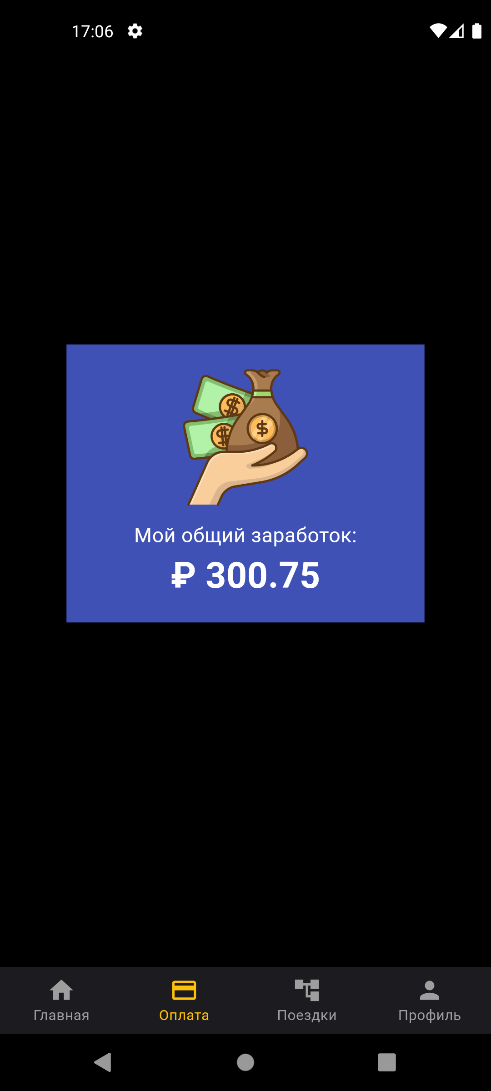 17:06
Мой общий заработок:
₽ 300.75
Главная
Оплата
Поездки
Профиль